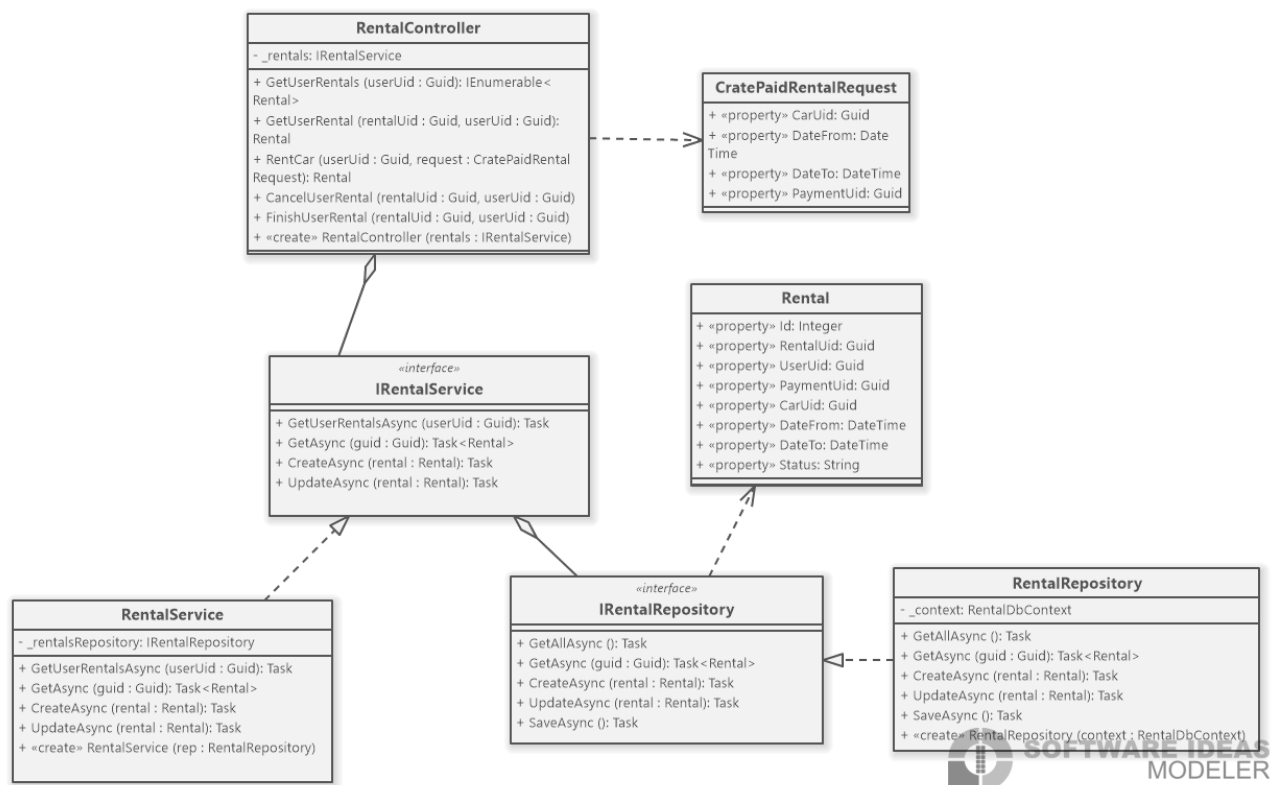 RentalController
- _rentals: IRentalService
+ GetUserRentals (userUid : Guid): IEnumerable<
Rental>
+ GetUserRental (rentalUid : Guid, userUid : Guid):
Rental
+ RentCar (userUid : Guid, request : CratePaidRental
Request): Rental
+ CancelUserRental (rentalUid : Guid, userUid : Guid)
+ FinishUserRental (rentalUid : Guid, userUid : Guid)
+ «create» RentalController (rentals : IRentalService)
CratePaidRentalRequest
+ «property» CarUid: Guid
+ «property» DateFrom: Date
Time
+ «property» DateTo: DateTime
+ «property» PaymentUid: Guid
Rental
+ «property» Id: Integer
+ «property» RentalUid: Guid
+ «property» UserUid: Guid
+ «property» PaymentUid: Guid
+ «property» CarUid: Guid
+ «property» DateFrom: DateTime
+ «property» DateTo: DateTime
+ «property» Status: String
«interface»
IRentalService
+ GetUserRentalsAsync (userUid : Guid): Task
+ GetAsync (guid : Guid): Task<Rental>
+ CreateAsync (rental : Rental): Task
+ UpdateAsync (rental : Rental): Task
RentalService
- _rentalsRepository: IRentalRepository
+ GetUserRentalsAsync (userUid : Guid): Task
+ GetAsync (guid : Guid): Task<Rental>
+ CreateAsync (rental : Rental): Task
+ UpdateAsync (rental : Rental): Task
+ «create» RentalService (rep : RentalRepository)
«interface»
IRentalRepository
+ GetAllAsync (): Task
+ GetAsync (guid : Guid): Task<Rental>
+ CreateAsync (rental : Rental): Task
+ UpdateAsync (rental : Rental): Task
+ SaveAsync (): Task
RentalRepository
- _context: RentalDbContext
+ GetAllAsync (): Task
+ GetAsync (guid : Guid): Task<Rental>
+ CreateAsync (rental : Rental): Task
+ UpdateAsync (rental : Rental): Task
+ SaveAsync (): Task
+ «create» RentalRepository (context : RentalDbContext)
SOFTWARE IDEAS
MODELER